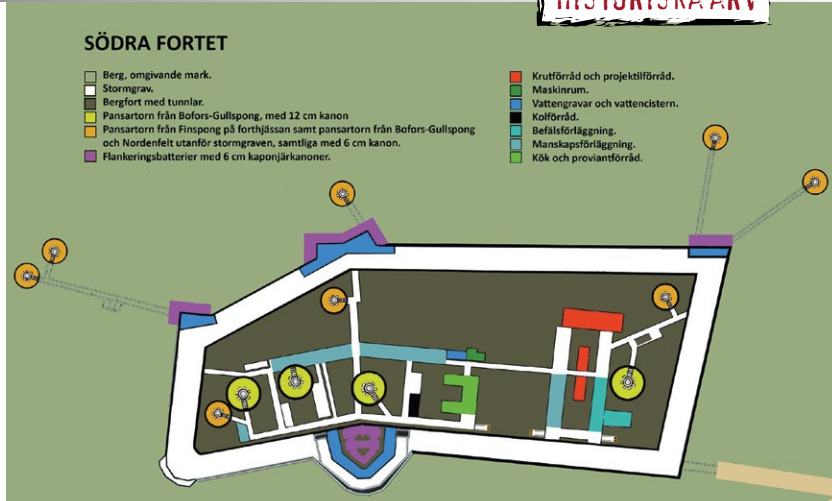 HISTORISKA ARV
SÖDRA FORTET
Berg, omgivande mark.
Stormgrav.
Bergfort med tunnlar.
Pansartorn från Bofors-Gullspong, med 12 cm kanon
Pansartorn från Finspong på forthjässan samt pansartorn från Bofors-Gullspong
och Nordenfelt utanför stormgraven, samtliga med 6 cm kanon.
Flankeringsbatterier med 6 cm kaponjärkanoner.
Krutförråd och projektilförråd.
Maskinrum.
Vattengravar och vattencistern.
Kolförråd.
Befälsförläggning.
Manskapsförläggning.
Kök och proviantförråd.